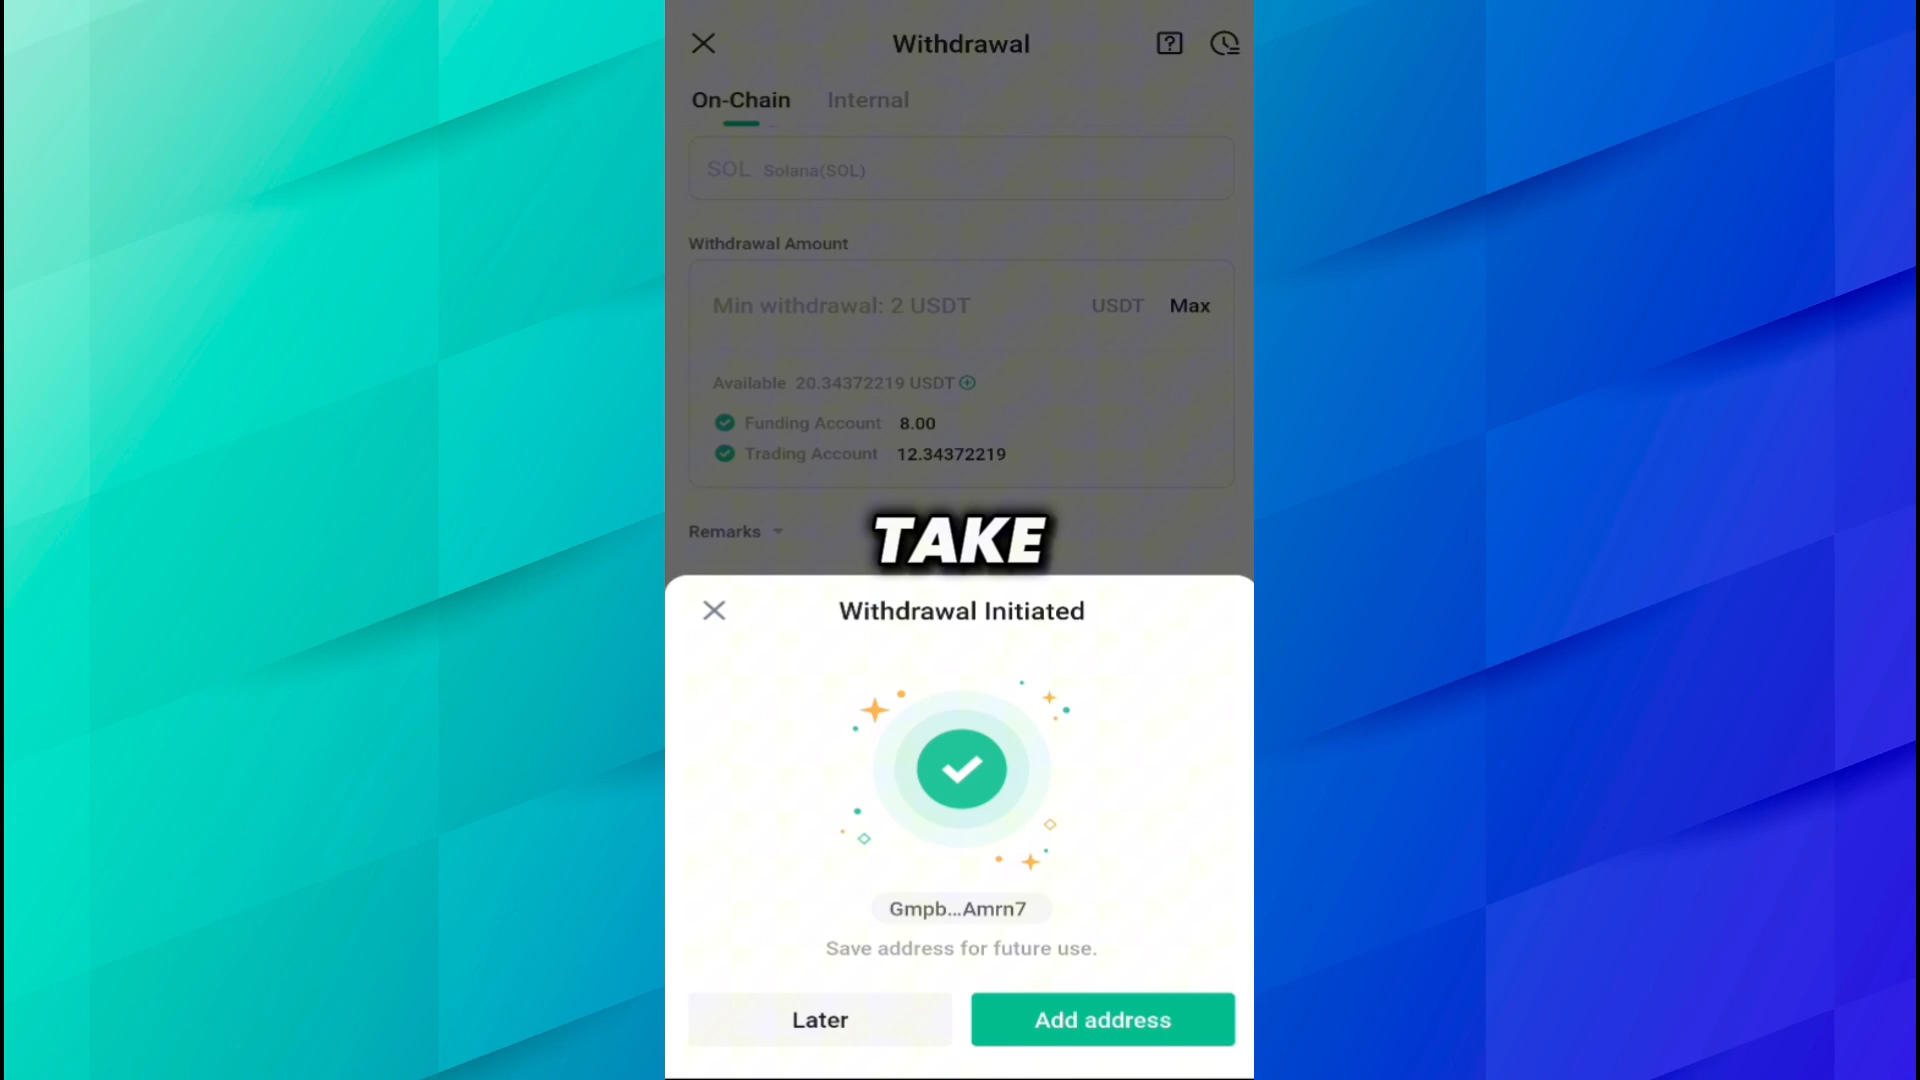 Withdrawal
On-Chain Internal
SOL Solana(SOL)
Withdrawal Amount
Min withdrawal: 2 USDT USDT Max
Available 20.34372219 USDT
Funding Account 8.00
Trading Account 12.34372219
Remarks
TAKE
Withdrawal Initiated
Gmpb...Amrn7
Save address for future use.
Later Add address